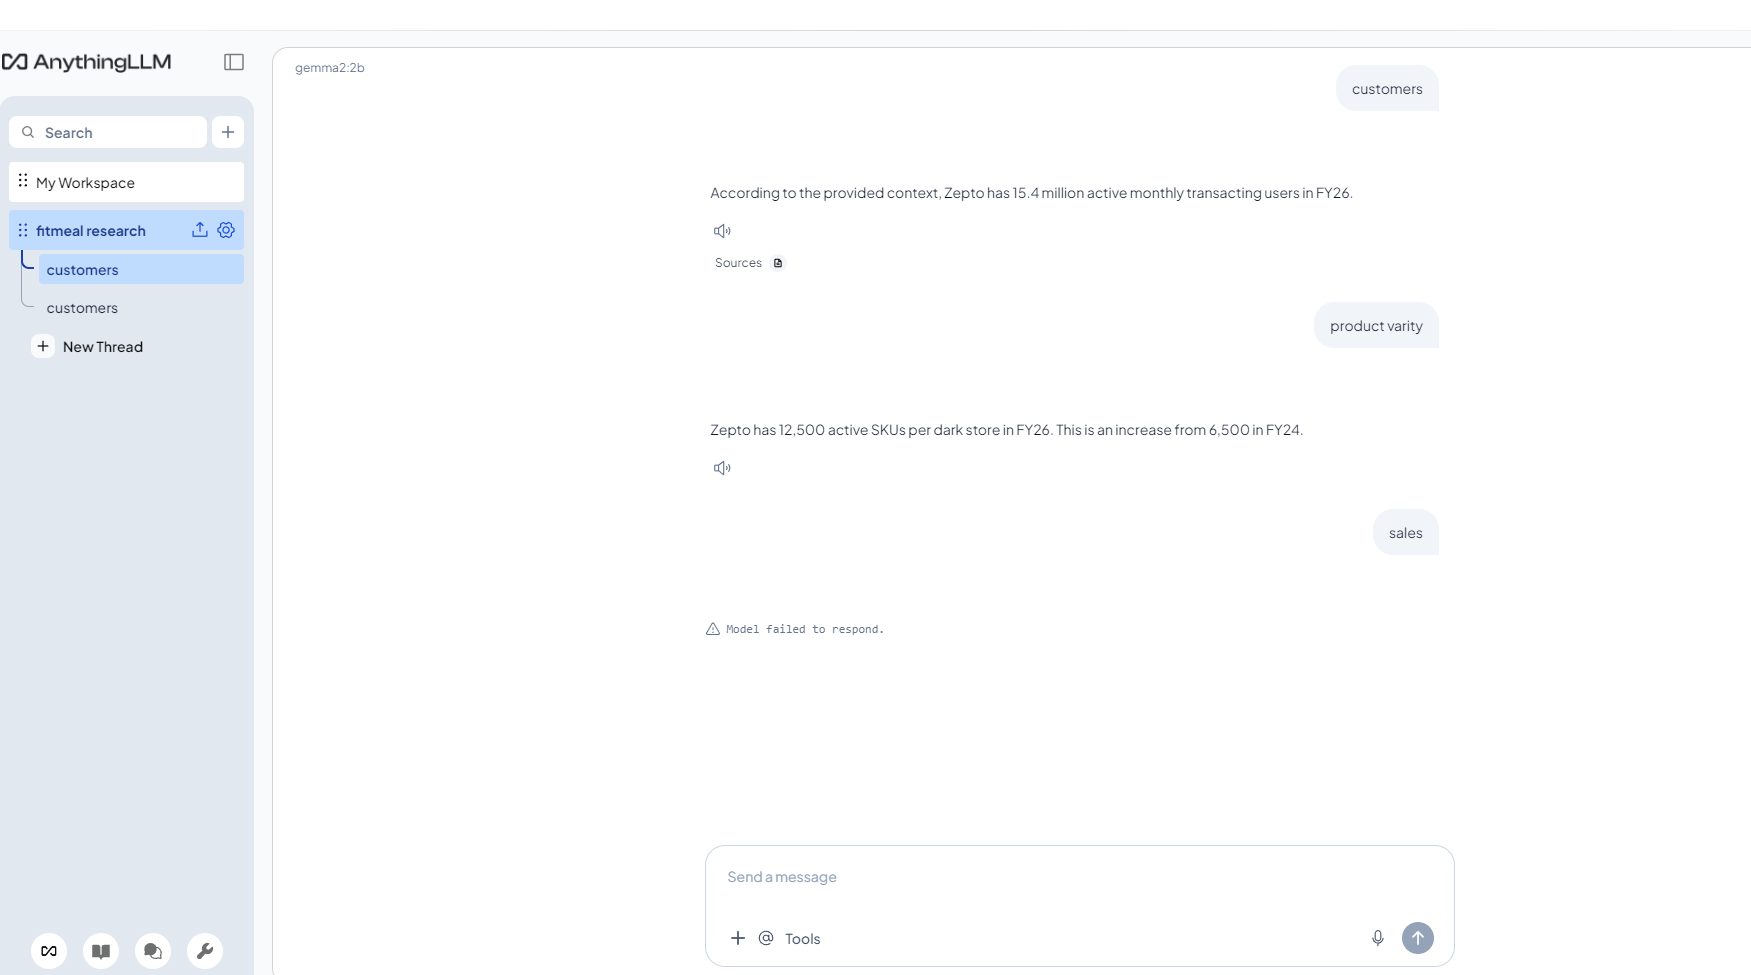 AnythingLLM
Search
My Workspace
fitmeal research
customers
customers
New Thread
gemma2:2b
customers
According to the provided context, Zepto has 15.4 million active monthly transacting users in FY26.
Sources
product varity
Zepto has 12,500 active SKUs per dark store in FY26. This is an increase from 6,500 in FY24.
sales
Model failed to respond.
Send a message
@ Tools